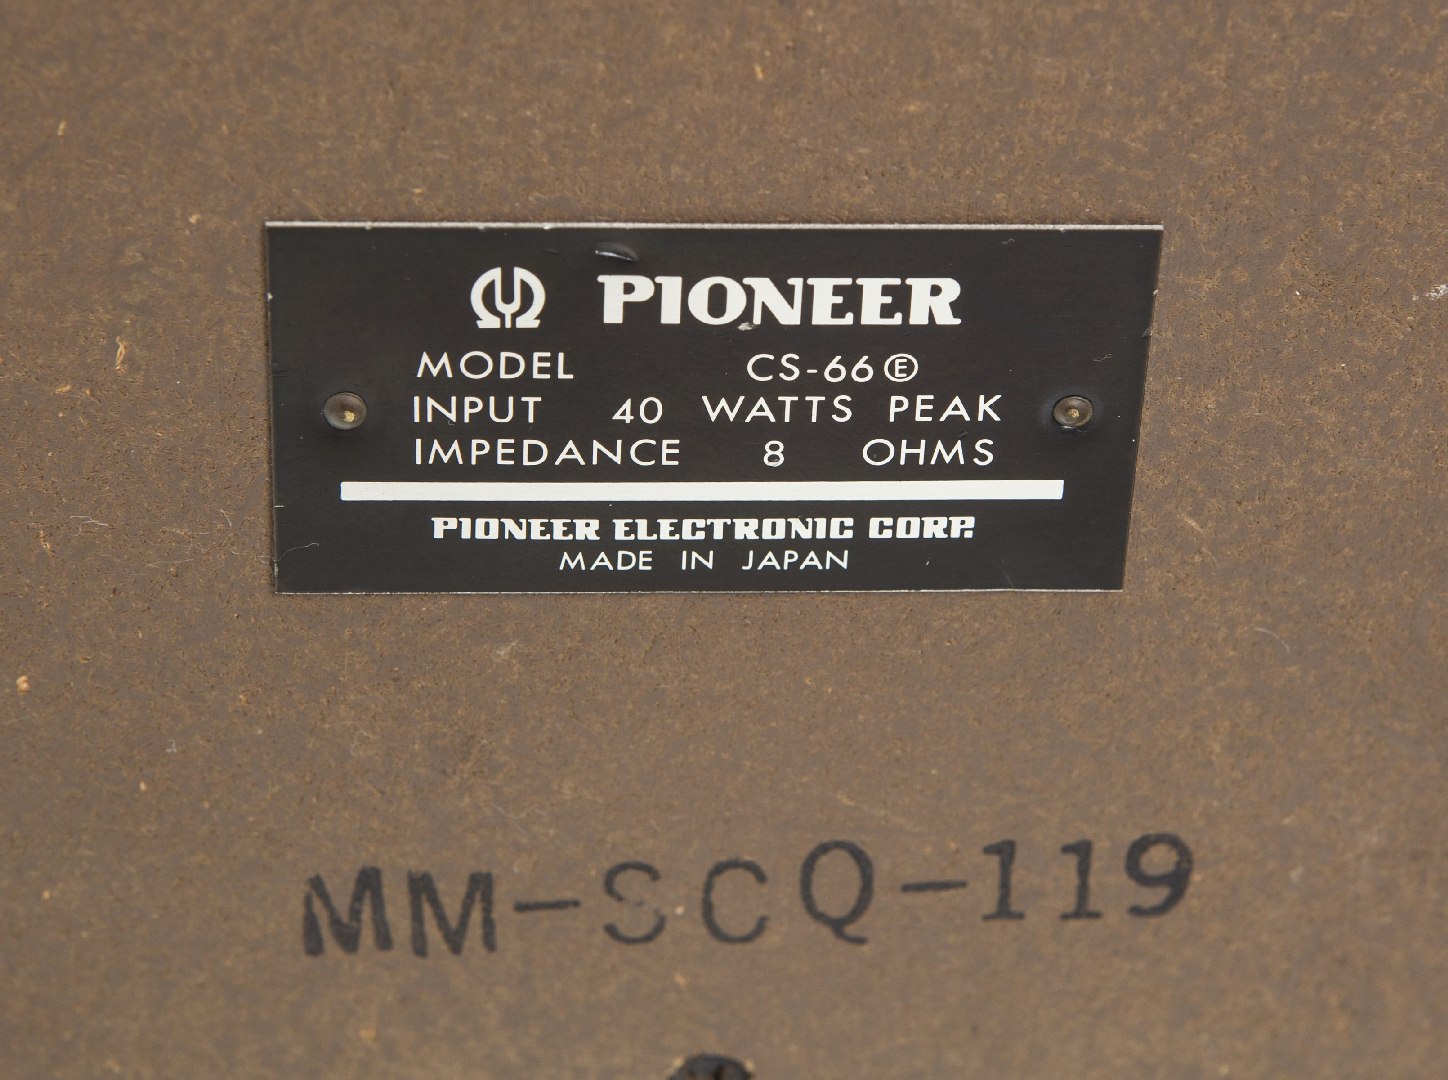 PIONEER
MODEL CS-66Ⓔ
INPUT 40 WATTS PEAK
IMPEDANCE 8 OHMS
PIONEER ELECTRONIC CORP.
MADE IN JAPAN
MM-SCQ-119